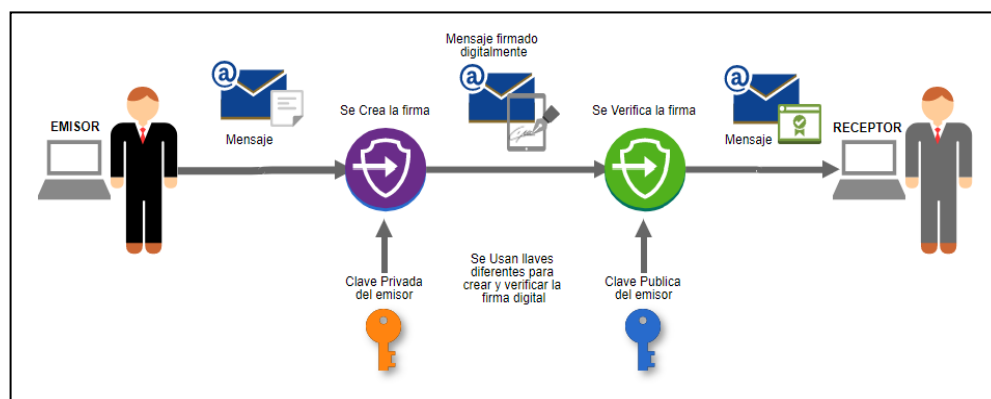 Mensaje firmado
digitalmente
@
@
@
Se Crea la firma
Se Verifica la firma
EMISOR
Mensaje
Mensaje
RECEPTOR
Se Usan llaves
diferentes para
crear y verificar la
firma digital
Clave Privada
del emisor
Clave Publica
del emisor